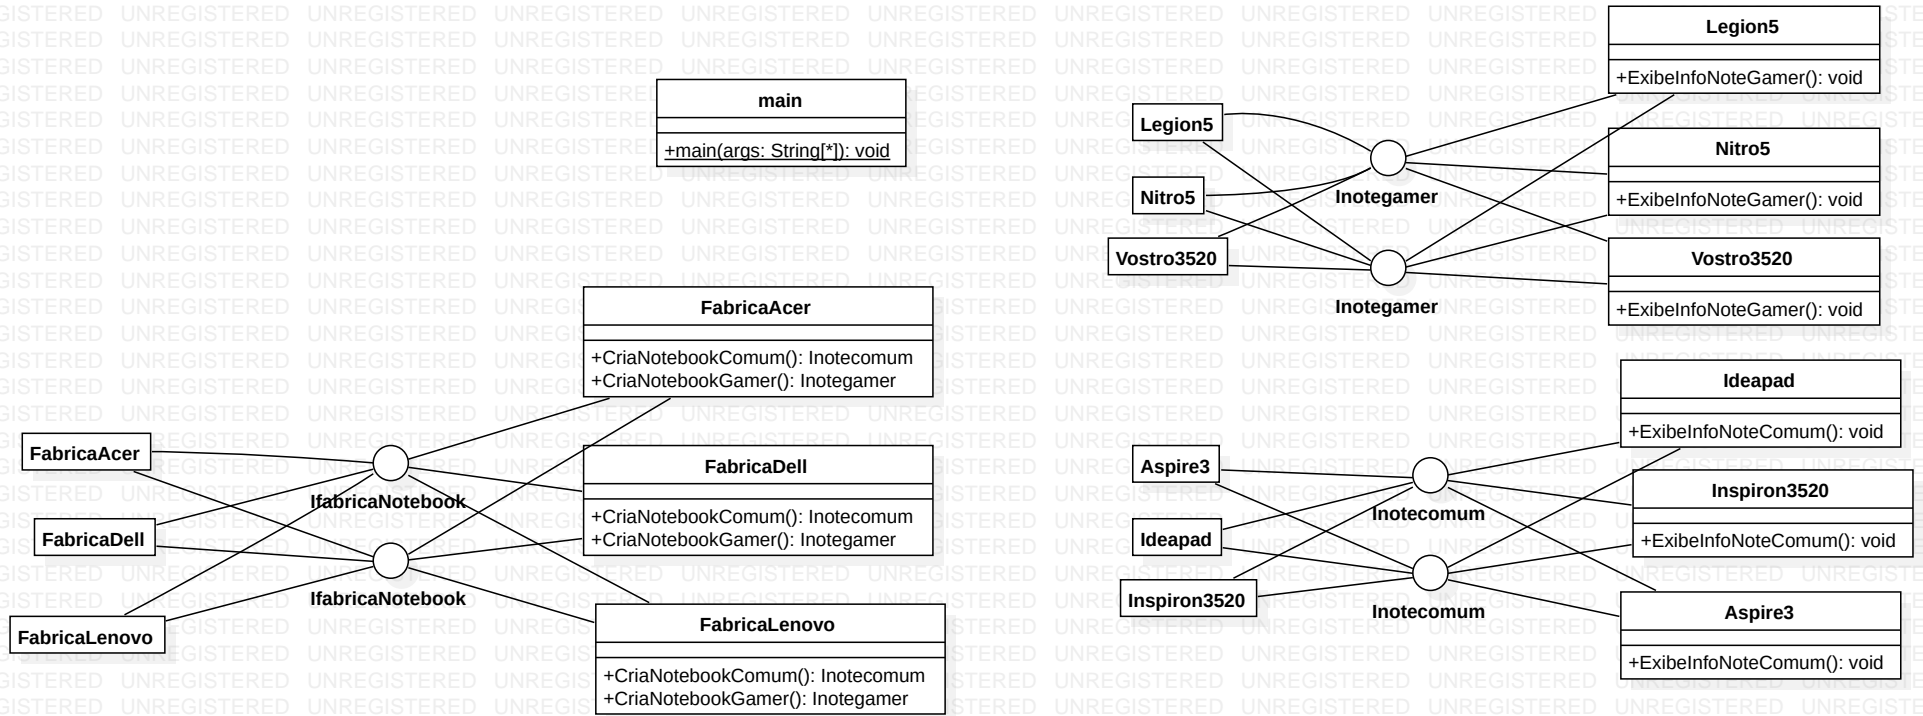 main
+main(args: String[*]): void
FabricaAcer
+CriaNotebookComum(): Inotecomum
+CriaNotebookGamer(): Inotegamer
FabricaDell
+CriaNotebookComum(): Inotecomum
+CriaNotebookGamer(): Inotegamer
FabricaLenovo
+CriaNotebookComum(): Inotecomum
+CriaNotebookGamer(): Inotegamer
FabricaAcer
FabricaDell
FabricaLenovo
IfabricaNotebook
IfabricaNotebook
Legion5
Nitro5
Vostro3520
Inotegamer
Inotegamer
Legion5
+ExibeInfoNoteGamer(): void
Nitro5
+ExibeInfoNoteGamer(): void
Vostro3520
+ExibeInfoNoteGamer(): void
Aspire3
Ideapad
Inspiron3520
Inotecomum
Inotecomum
Ideapad
+ExibeInfoNoteComum(): void
Inspiron3520
+ExibeInfoNoteComum(): void
Aspire3
+ExibeInfoNoteComum(): void
UNREGISTERED